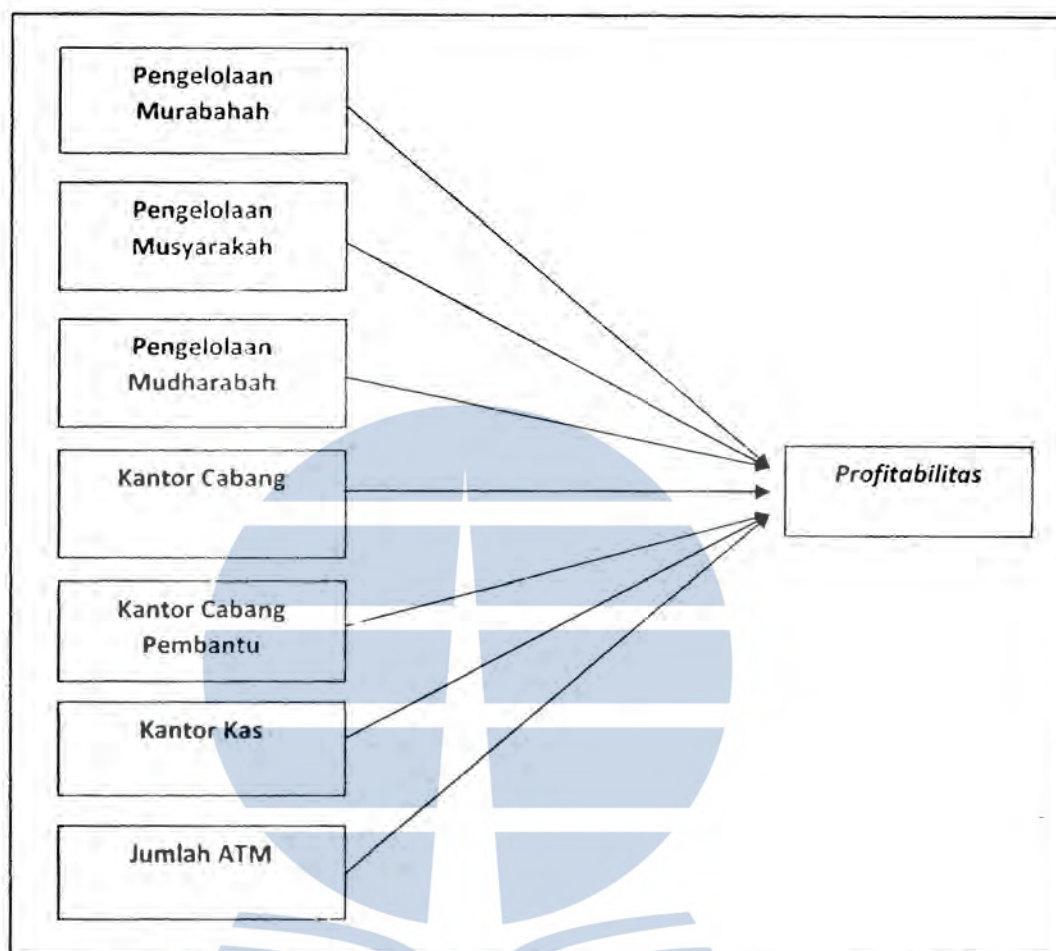 Pengelolaan
Murabahah
Pengelolaan
Musyarakah
Pengelolaan
Mudharabah
Kantor Cabang
Profitabilitas
Kantor Cabang
Pembantu
Kantor Kas
Jumlah ATM